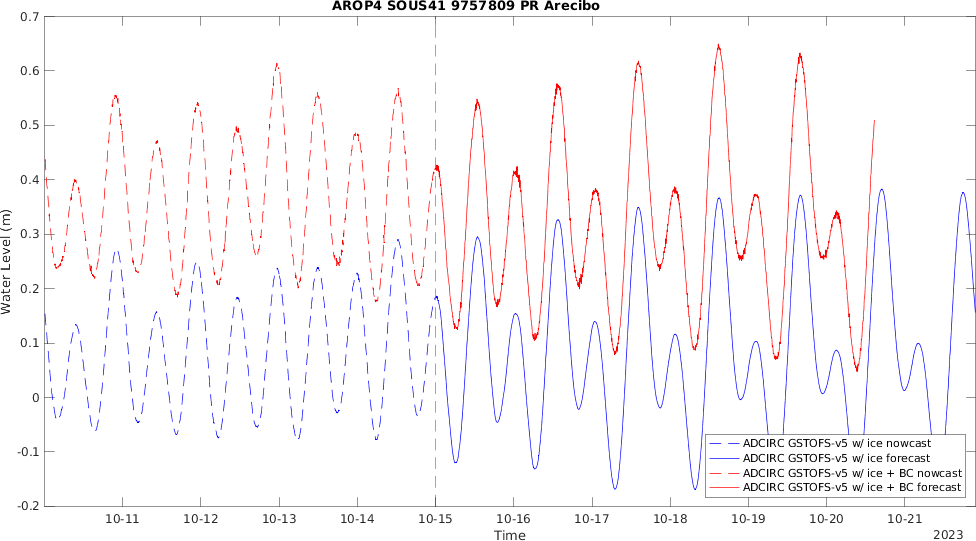 AROP4 SOUS41 9757809 PR Arecibo
0.7
0.6
0.5
0.4
0.3
0.2
0.1
0
-0.1
-0.2
Water Level (m)
10-11 10-12 10-13 10-14 10-15 10-16 10-17 10-18 10-19 10-20 10-21
Time
2023
ADCIRC GSTOFS-v5 w/ ice nowcast
ADCIRC GSTOFS-v5 w/ ice forecast
ADCIRC GSTOFS-v5 w/ ice + BC nowcast
ADCIRC GSTOFS-v5 w/ ice + BC forecast